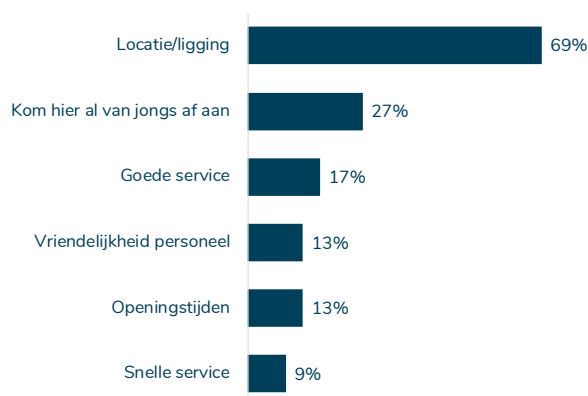 Locatie/ligging 69%
Kom hier al van jongs af aan 27%
Goede service 17%
Vriendelijkheid personeel 13%
Openingstijden 13%
Snelle service 9%